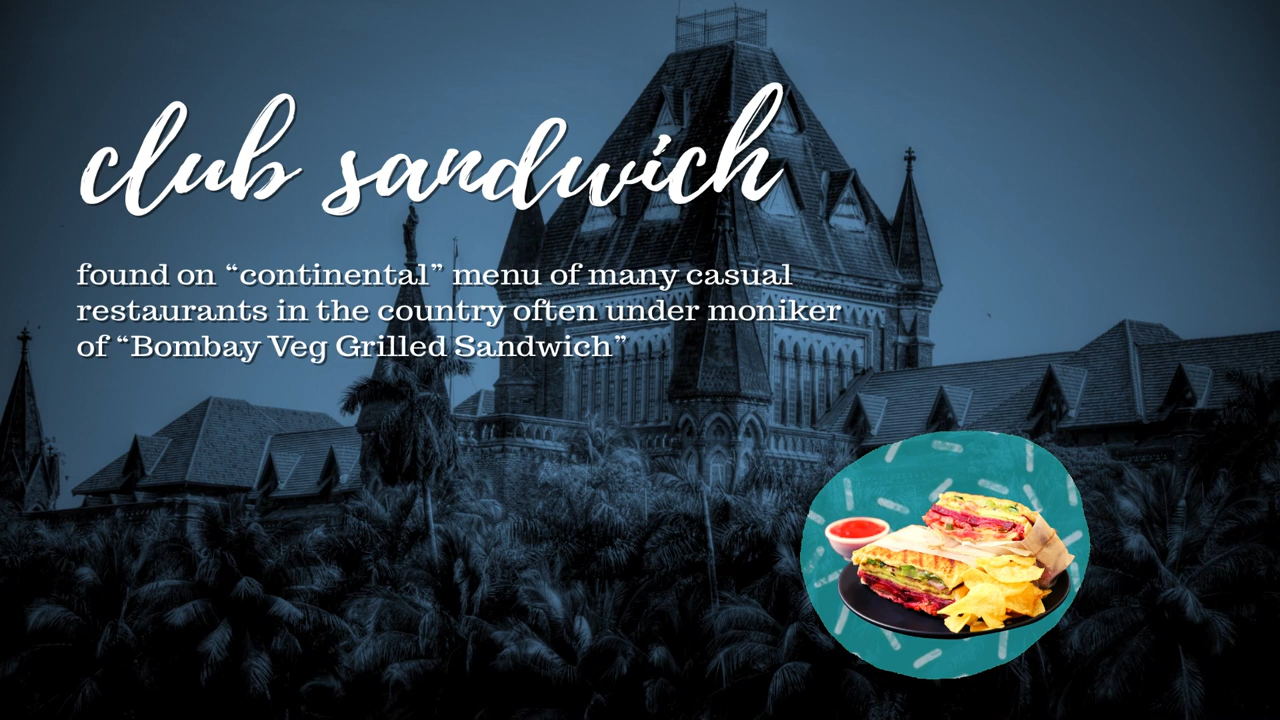 club sandwich
found on “continental” menu of many casual
restaurants in the country often under moniker
of “Bombay Veg Grilled Sandwich”